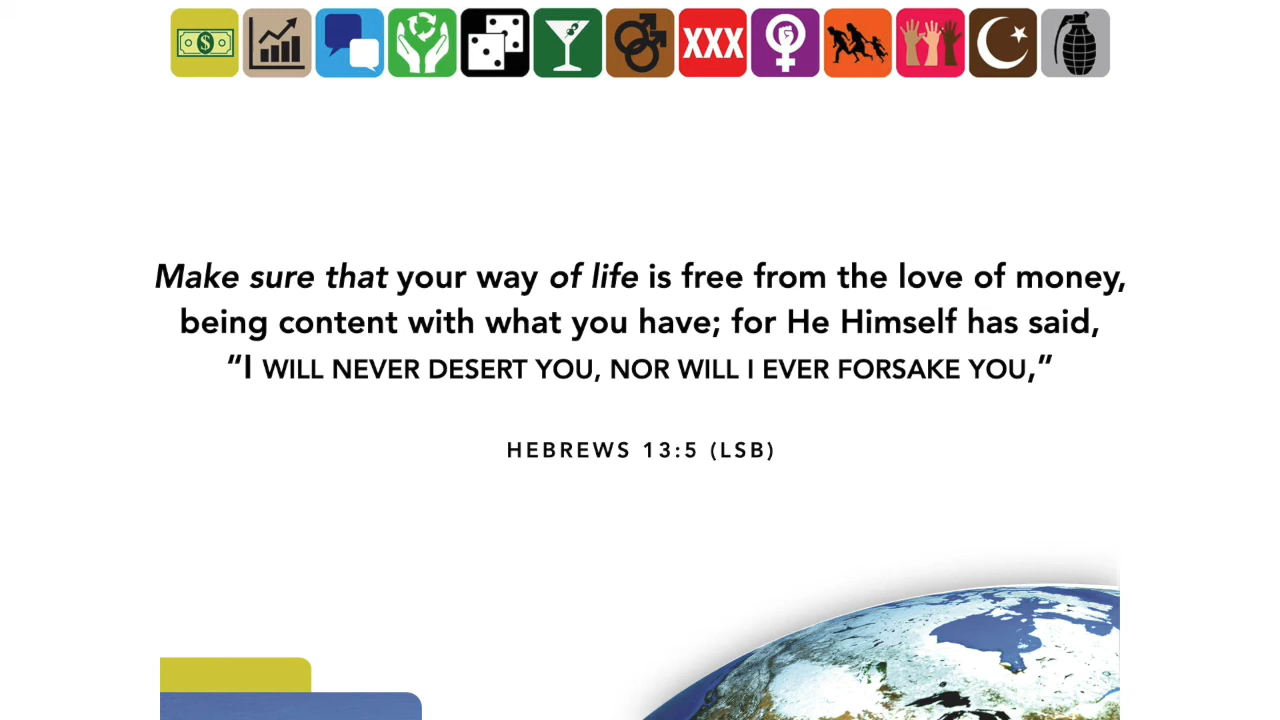 $
XXX
Make sure that your way of life is free from the love of money,
being content with what you have; for He Himself has said,
“I WILL NEVER DESERT YOU, NOR WILL I EVER FORSAKE YOU,”
HEBREWS 13:5 (LSB)